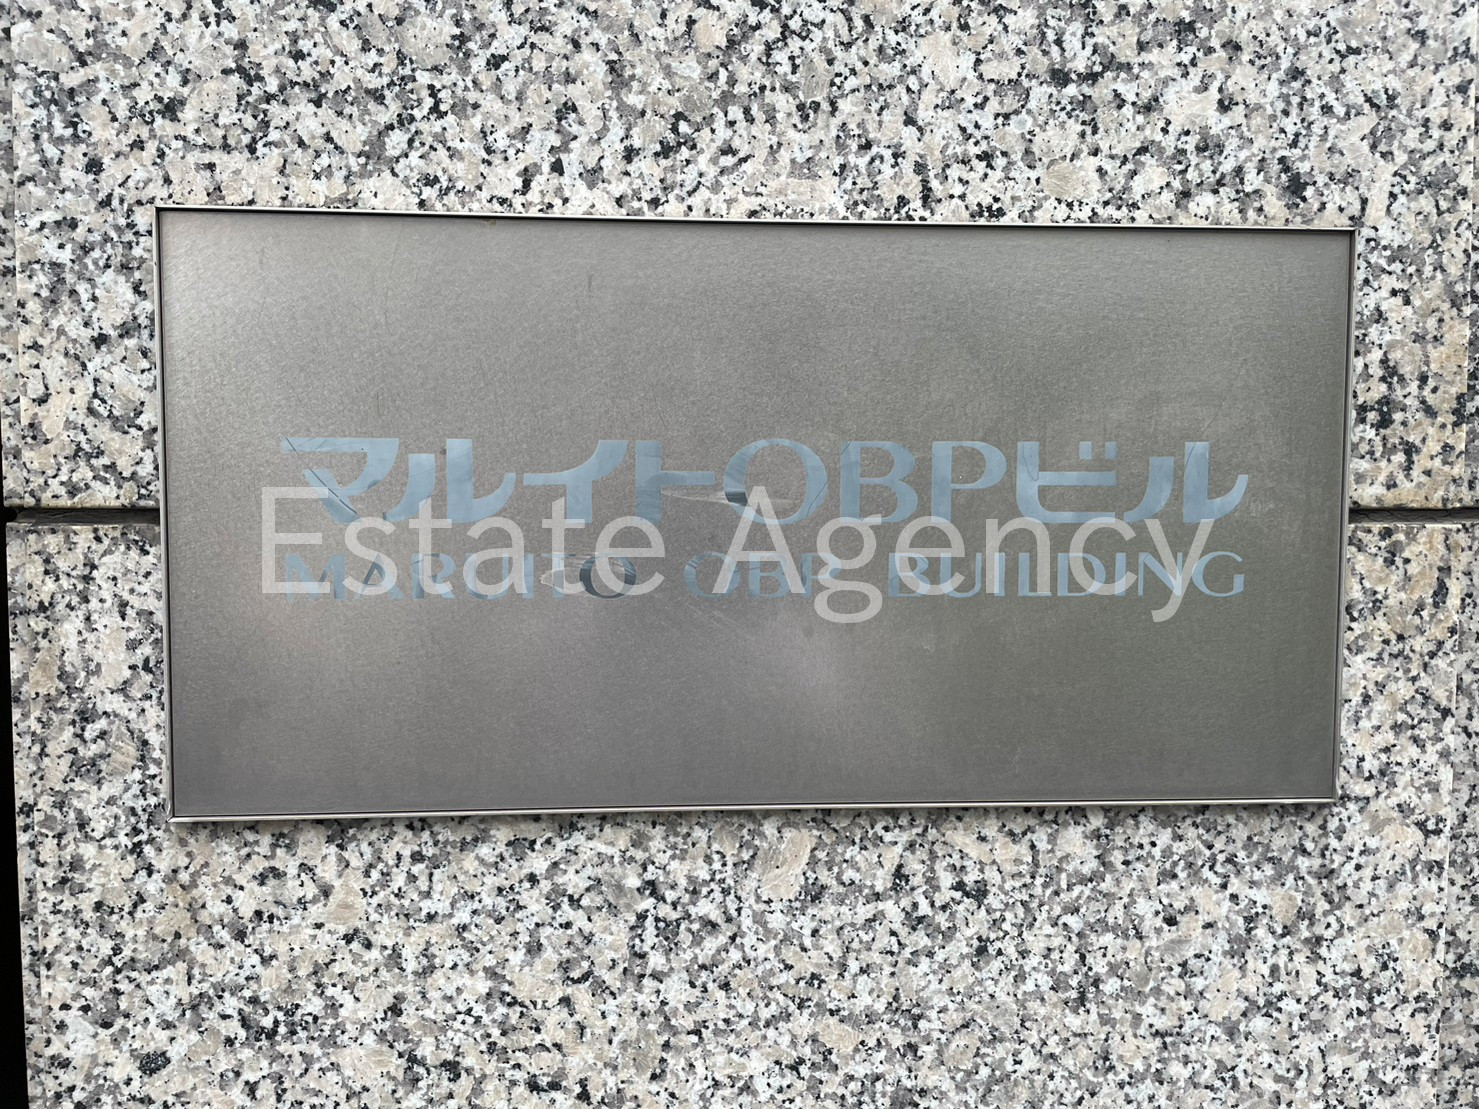 マルイトOBPビル
Estate Agency
MARUITO OBP BUILDING